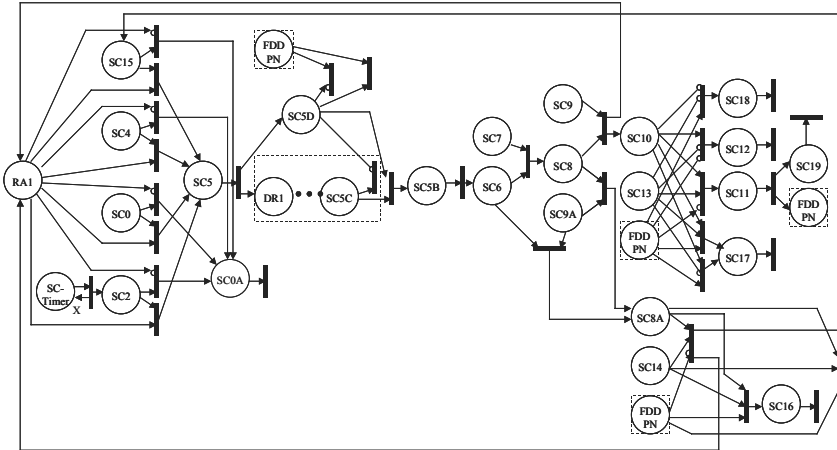 FDD
PN
SC15
SC5D
SC4
RA1
SC5
DR1
SC5C
SC5B
SC0
SC0A
SC-
Timer
X
SC2
SC9
SC7
SC8
SC6
SC9A
SC10
SC13
FDD
PN
SC18
SC12
SC11
SC17
SC19
FDD
PN
SC8A
SC14
FDD
PN
SC16